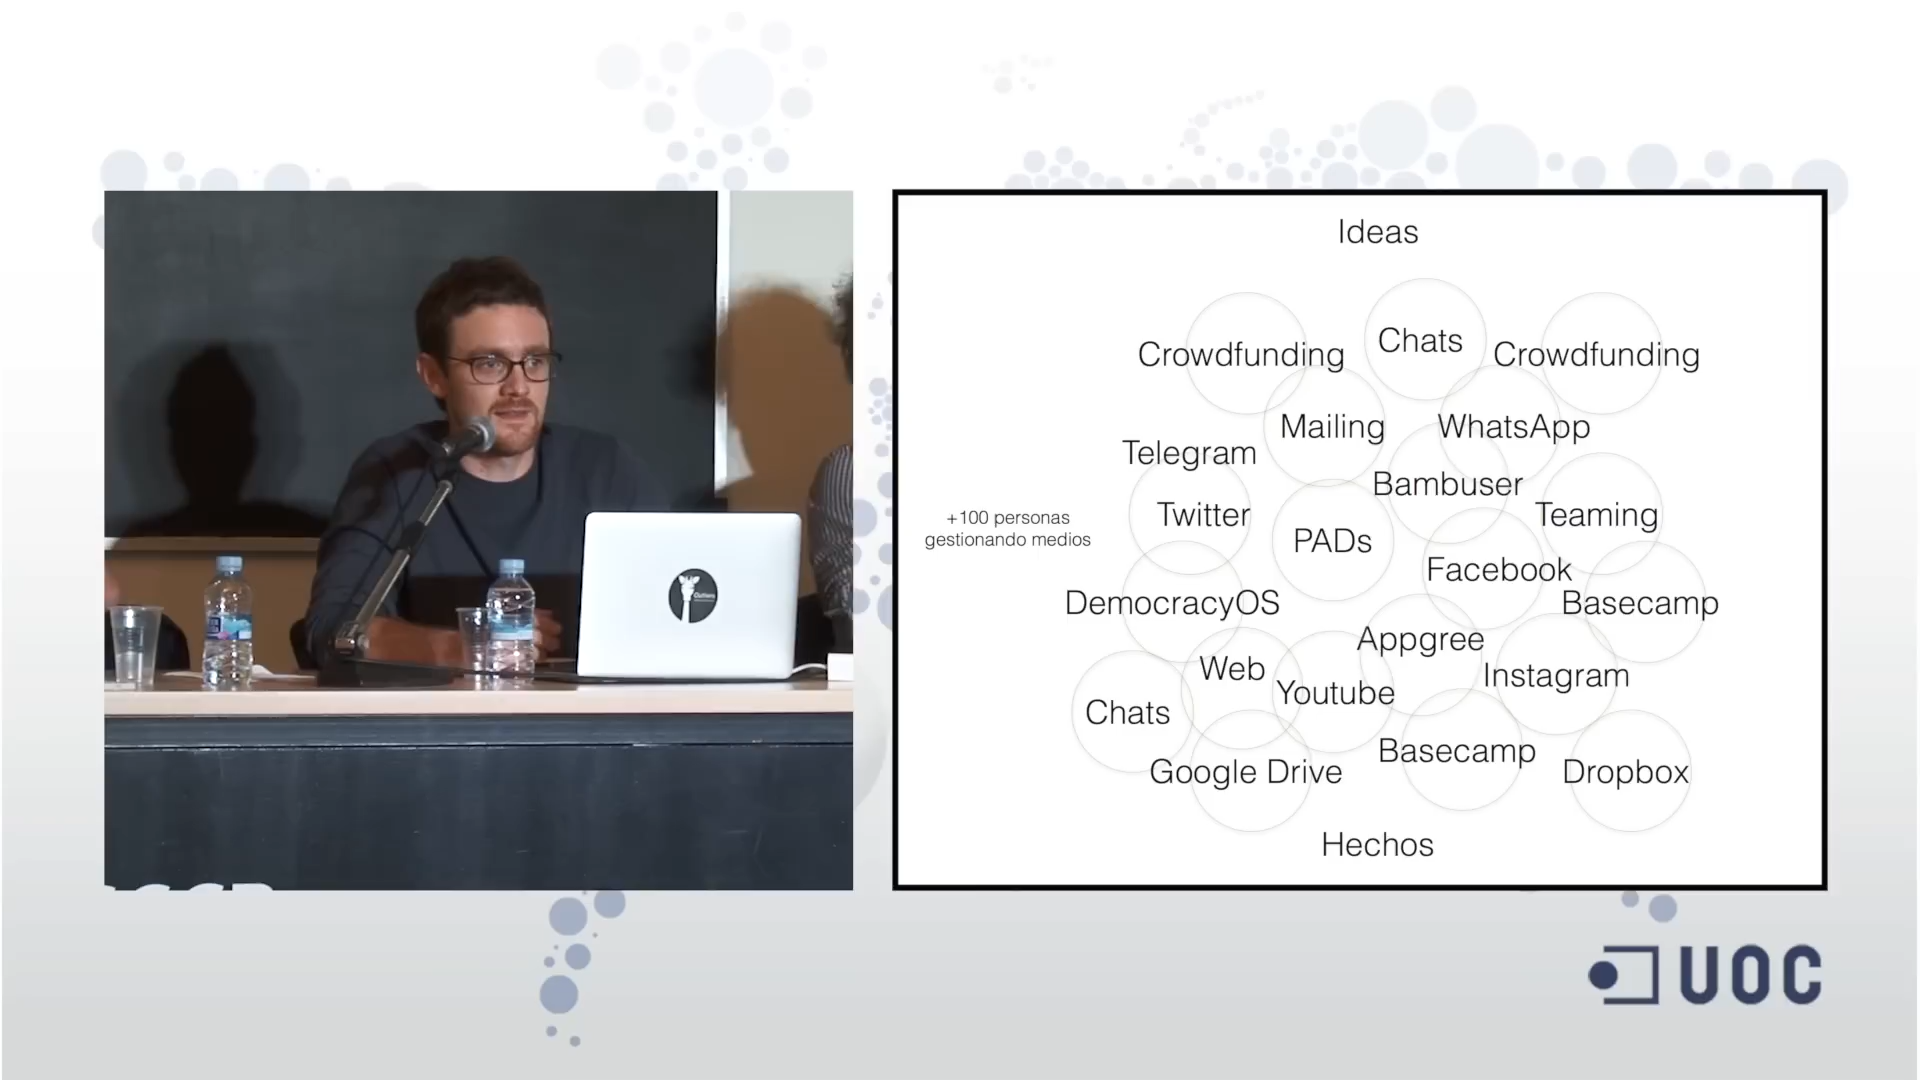 Ideas
Crowdfunding
Chats
Crowdfunding
Mailing
WhatsApp
Telegram
Bambuser
Twitter
Teaming
+100 personas
gestionando medios
PADs
Facebook
DemocracyOS
Basecamp
Appgree
Web
Instagram
Youtube
Chats
Basecamp
Google Drive
Dropbox
Hechos
UOC